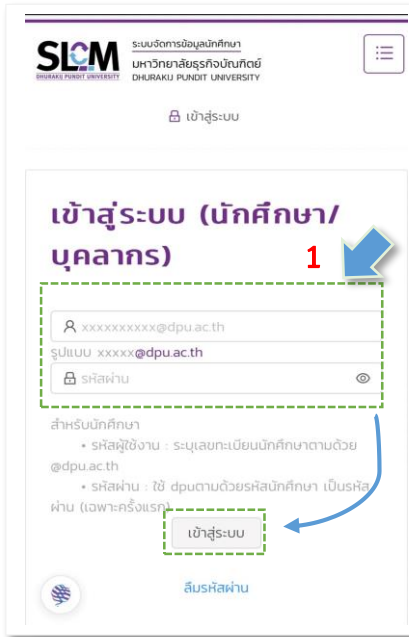 SLCM
DHURAKIJ PUNDIT UNIVERSITY
ระบบจัดการข้อมูลนักศึกษา
มหาวิทยาลัยธุรกิจบัณฑิตย์
DHURAKIJ PUNDIT UNIVERSITY
เข้าสู่ระบบ
เข้าสู่ระบบ (นักศึกษา/
บุคลากร)
1
xxxxxxxxxx@dpu.ac.th
รูปแบบ xxxxx@dpu.ac.th
รหัสผ่าน
สำหรับนักศึกษา
• รหัสผู้ใช้งาน : ระบุเลขทะเบียนนักศึกษาตามด้วย
@dpu.ac.th
• รหัสผ่าน : ใช้ dpuตามด้วยรหัสนักศึกษา เป็นรหัส
ผ่าน (เฉพาะครั้งแรก)
เข้าสู่ระบบ
ลืมรหัสผ่าน